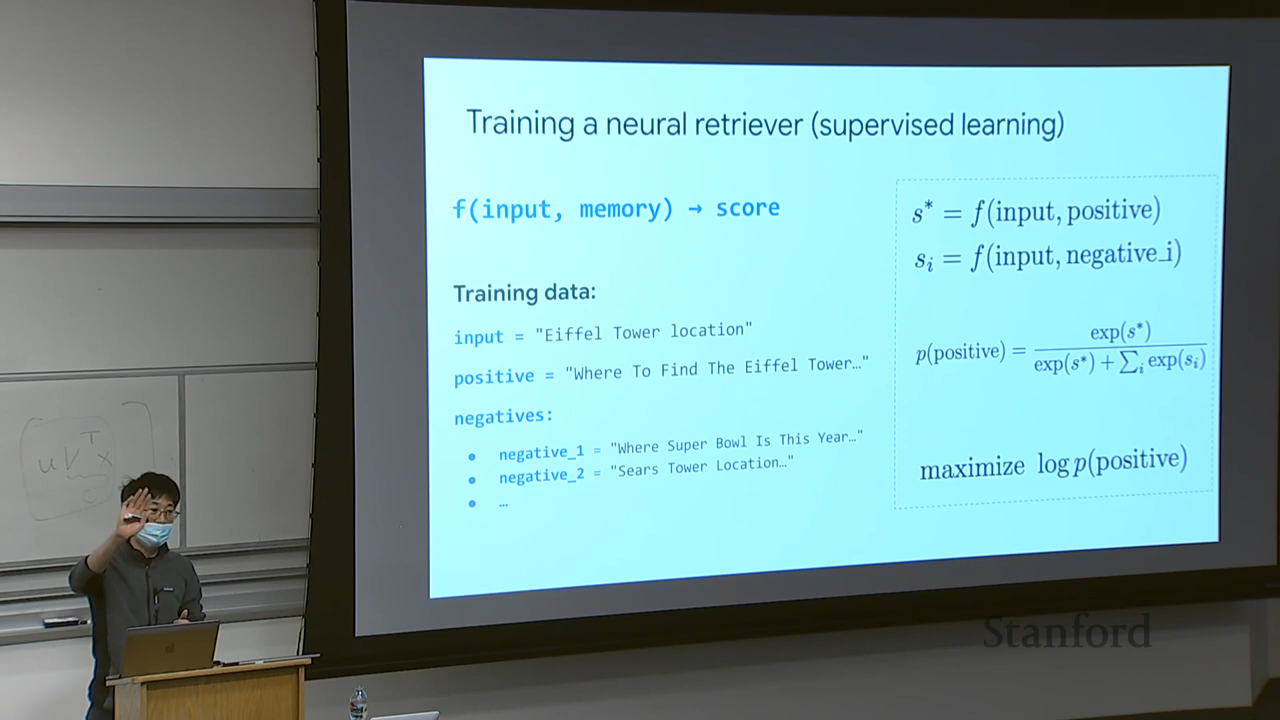 Training a neural retriever (supervised learning)
f(input, memory) → score
Training data:
input = "Eiffel Tower location"
positive = "Where To Find The Eiffel Tower…"
negatives:
• negative_1 = "Where Super Bowl Is This Year…"
• negative_2 = "Sears Tower Location…"
• …
s* = f(input, positive)
s_i = f(input, negative_i)
p(positive) = exp(s*) / (exp(s*) + ∑_i exp(s_i))
maximize log p(positive)
u V^T x
Stanford